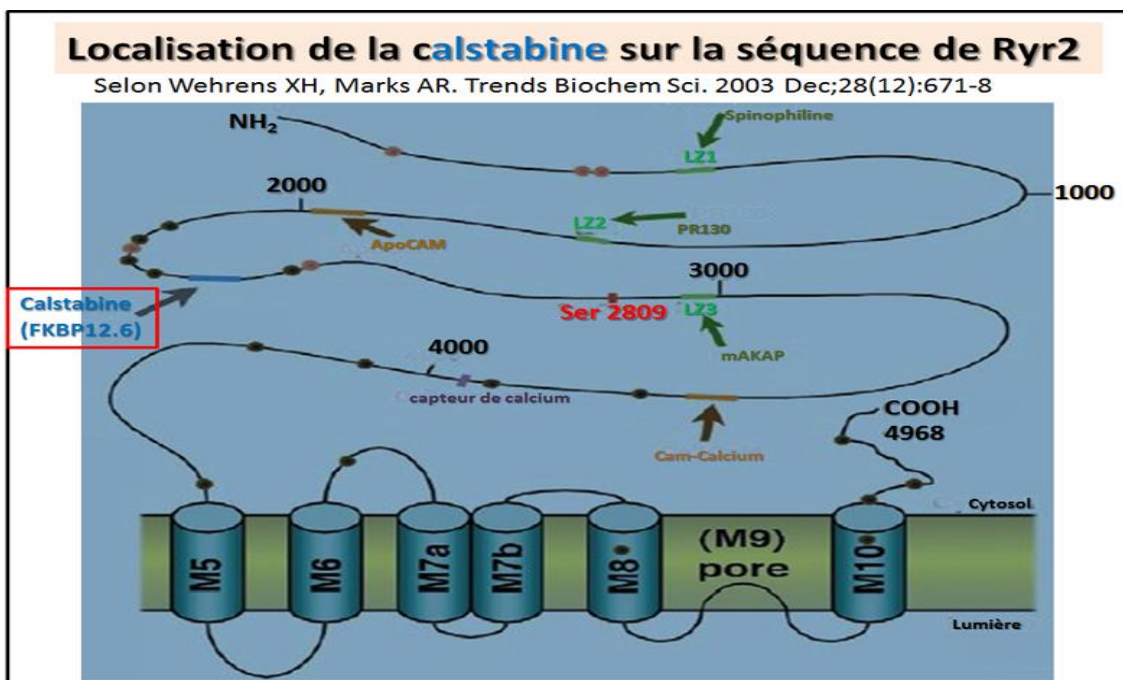 Localisation de la calstabine sur la séquence de Ryr2
Selon Wehrens XH, Marks AR. Trends Biochem Sci. 2003 Dec;28(12):671-8
NH2
Spinophiline
LZ1
1000
2000
LZ2
PR130
ApoCAM
3000
Calstabine
(FKBP12.6)
Ser 2809
LZ3
mAKAP
4000
capteur de calcium
COOH
4968
Cam-Calcium
Cytosol
M5
M6
M7a
M7b
M8
(M9)
pore
M10
Lumière